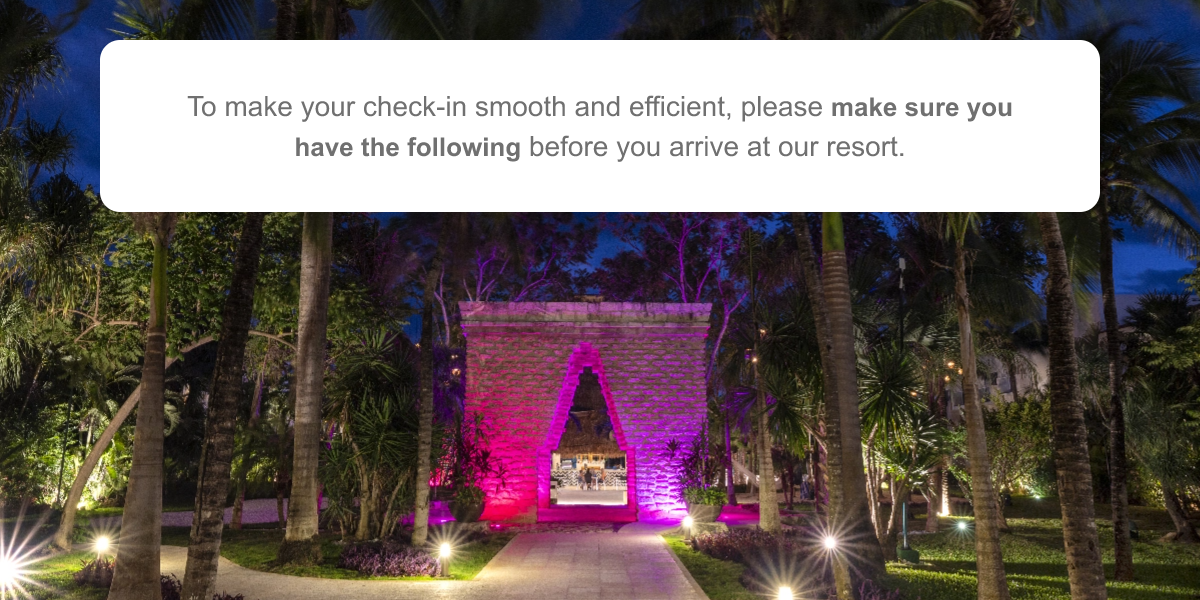 To make your check-in smooth and efficient, please make sure you
have the following before you arrive at our resort.